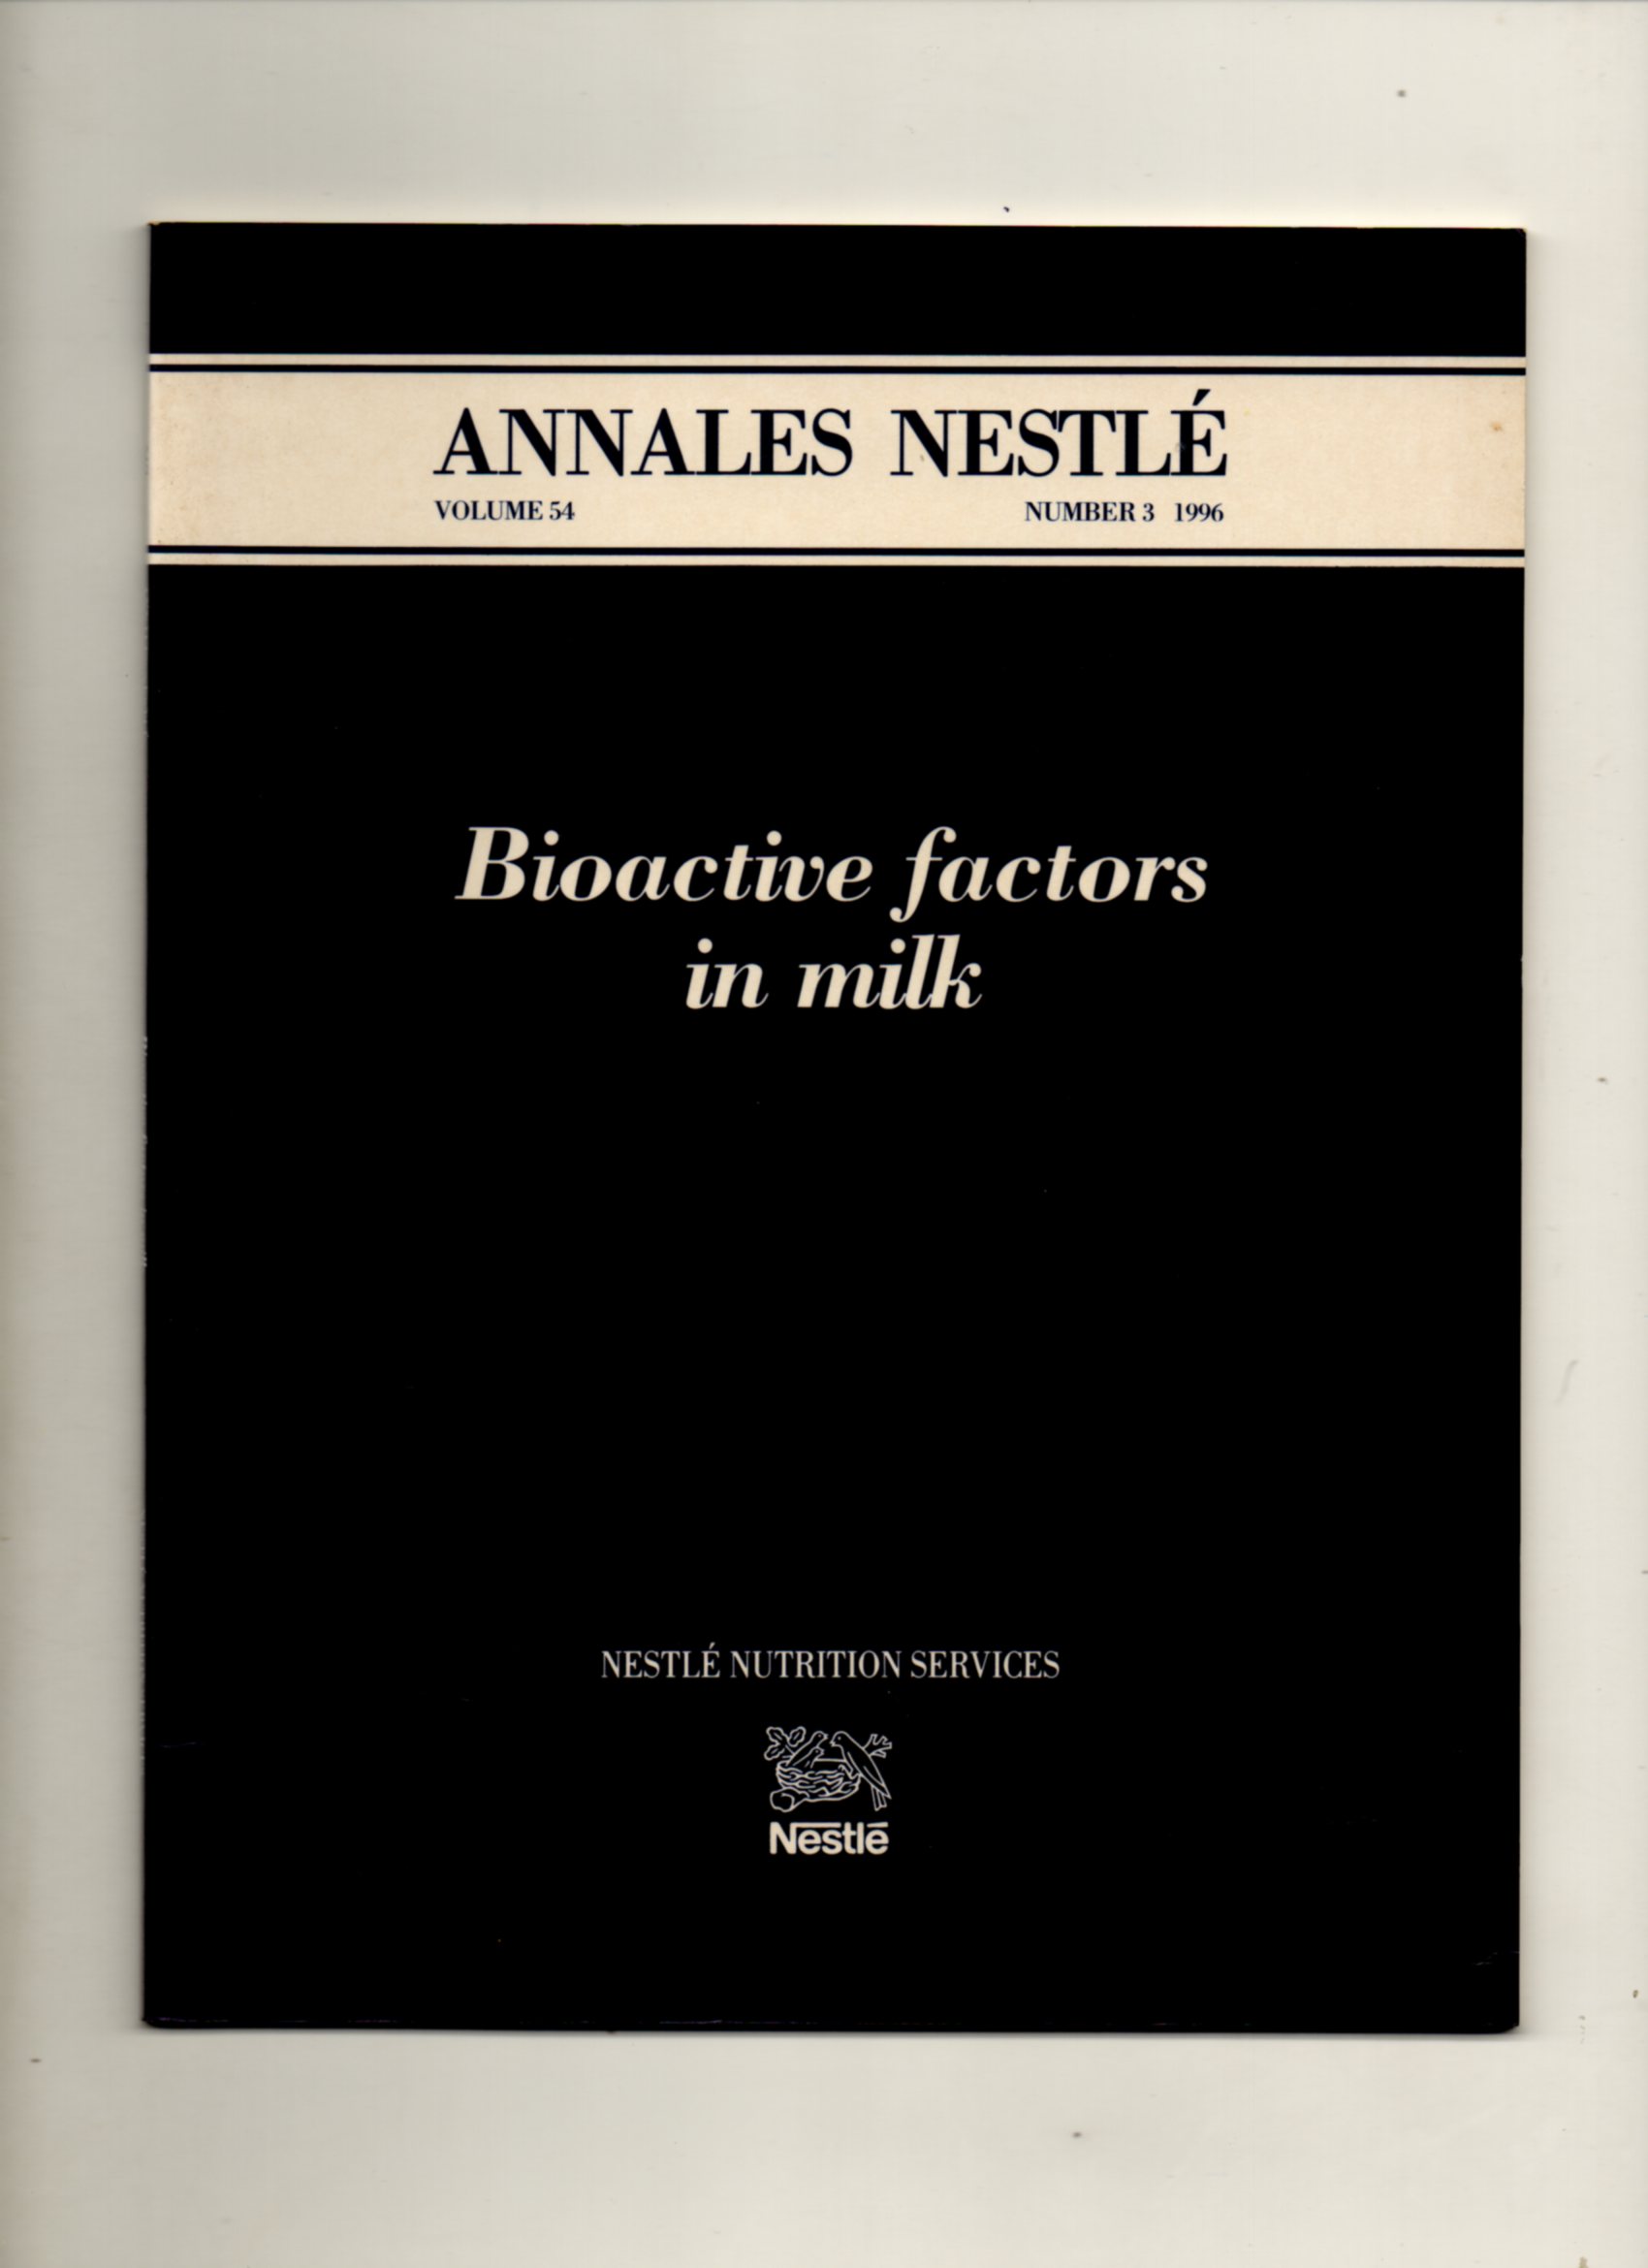 ANNALES NESTLÉ
VOLUME 54 NUMBER 3 1996
Bioactive factors
in milk
NESTLÉ NUTRITION SERVICES
Nestlé